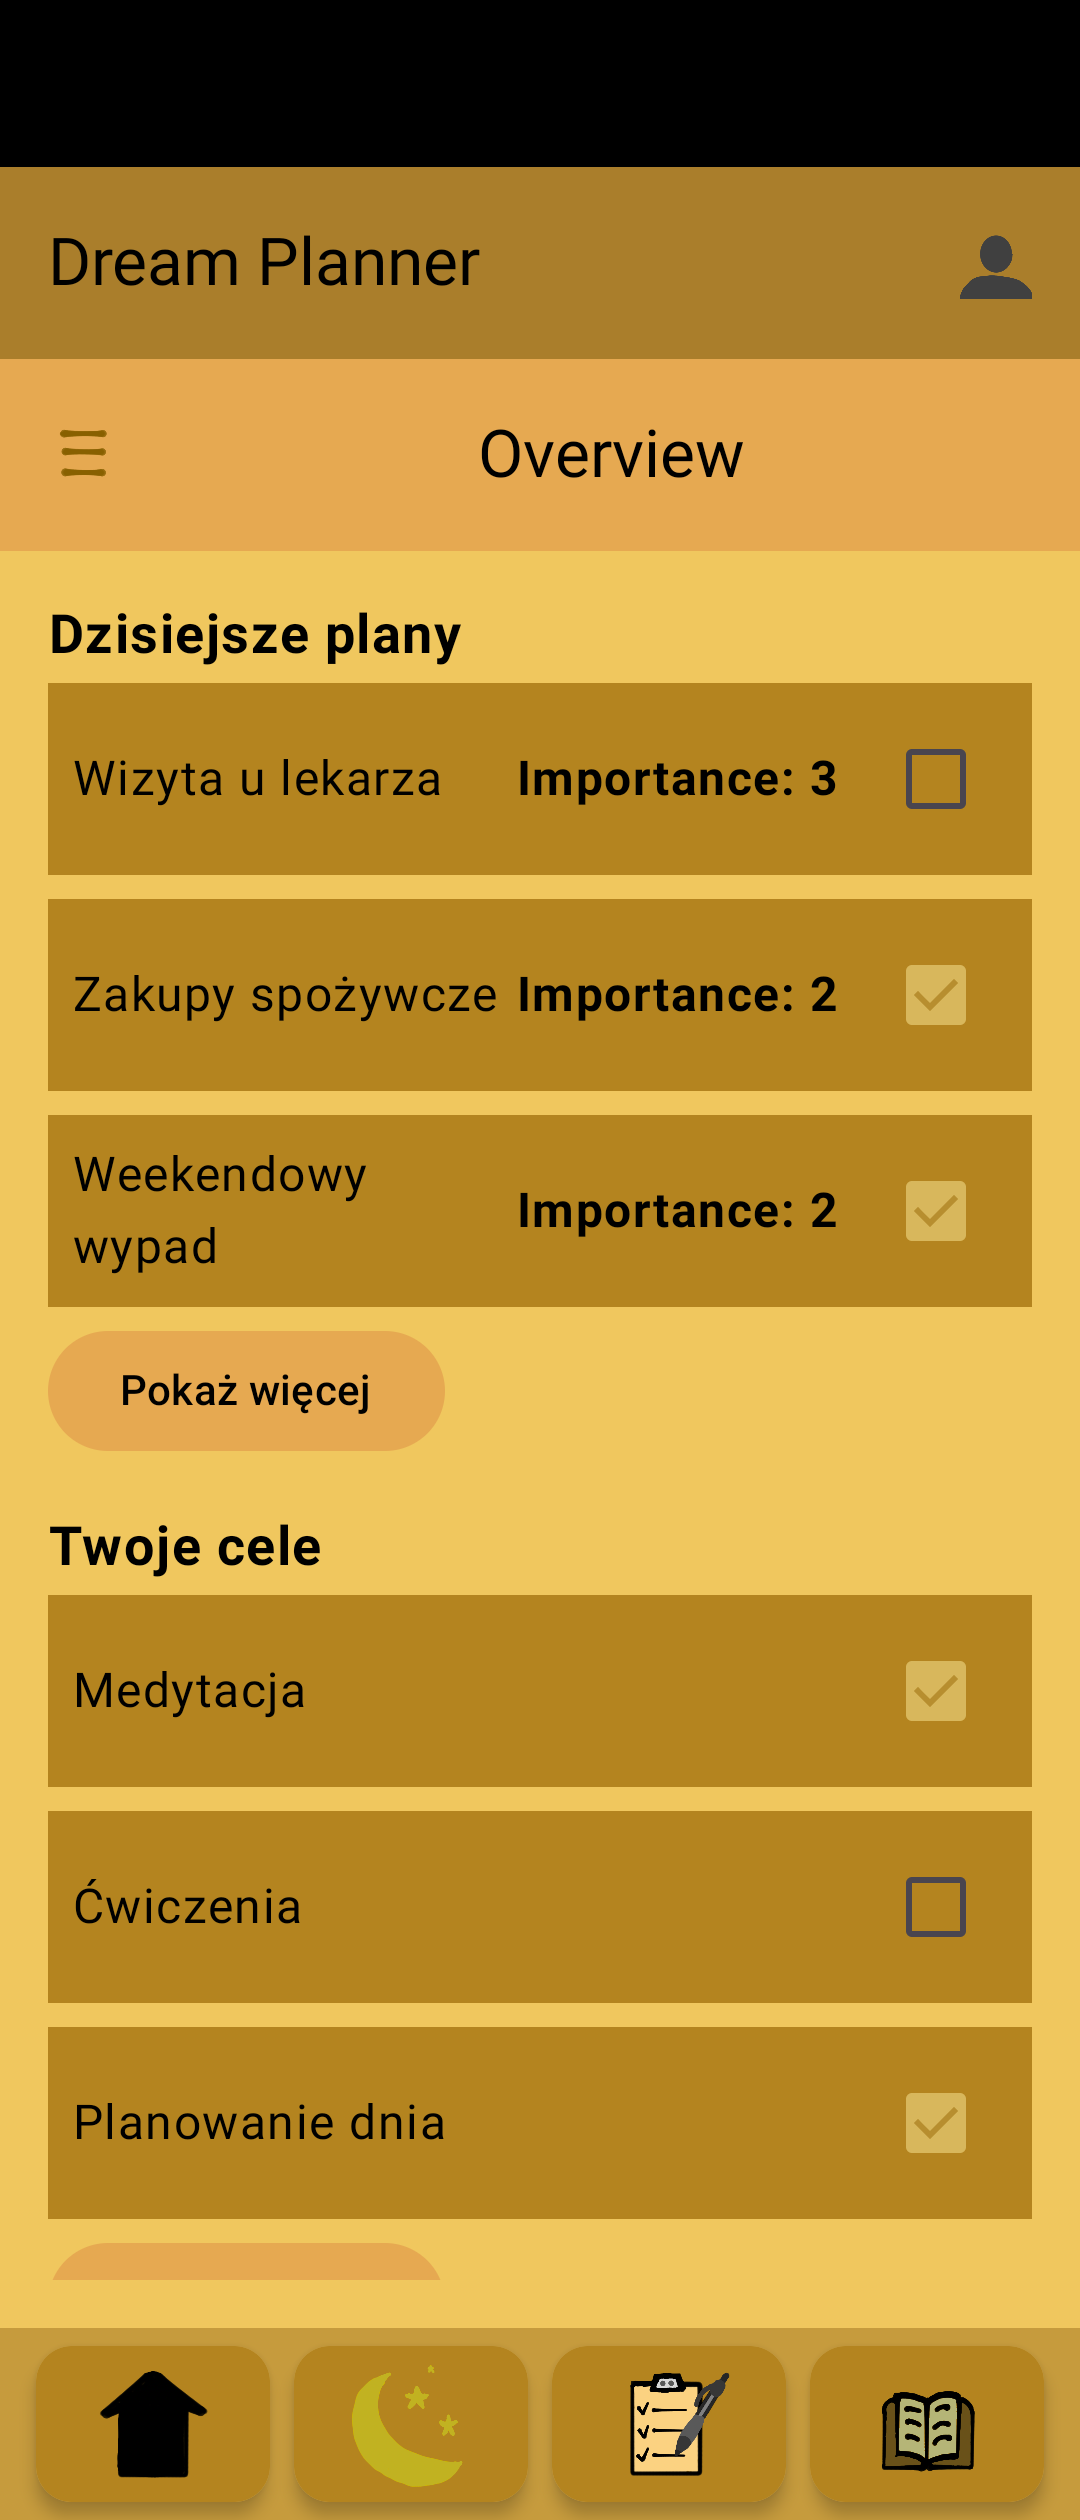 Dream Planner
Overview
Dzisiejsze plany
Wizyta u lekarza Importance: 3
Zakupy spożywcze Importance: 2
Weekendowy
wypad
Importance: 2
Pokaż więcej
Twoje cele
Medytacja
Ćwiczenia
Planowanie dnia